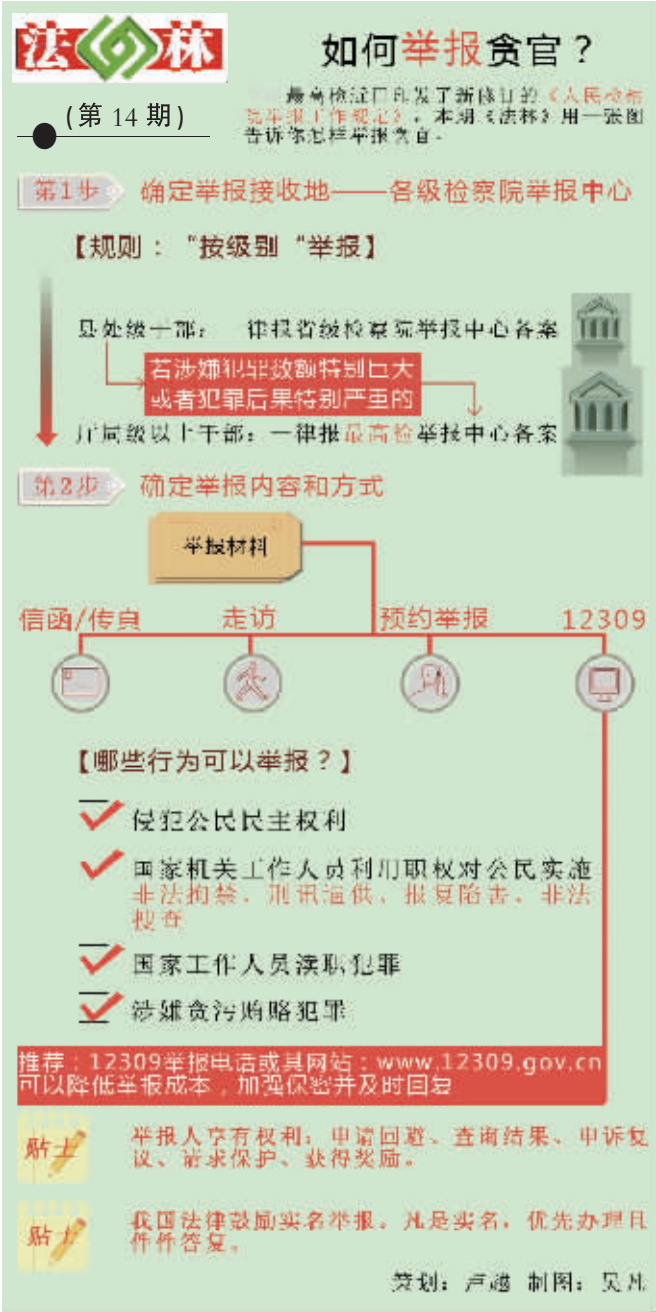 法 林
(第 14 期)
如何举报贪官？
最高检近日印发了新修订的《人民检察
院举报工作规定》，本期《法林》用一张图
告诉你怎样举报贪官。
第1步 确定举报接收地——各级检察院举报中心
【规则：“按级别“举报】
县处级干部：一律报省级检察院举报中心备案
若涉嫌犯罪数额特别巨大
或者犯罪后果特别严重的
厅局级以上干部：一律报最高检举报中心备案
第2步 确定举报内容和方式
举报材料
信函/传真 走访 预约举报 12309
【哪些行为可以举报？】
侵犯公民民主权利
国家机关工作人员利用职权对公民实施
非法拘禁、刑讯逼供、报复陷害、非法
搜查
国家工作人员渎职犯罪
涉嫌贪污贿赂犯罪
推荐：12309举报电话或其网站：www.12309.gov.cn
可以降低举报成本，加强保密并及时回复
贴士 举报人享有权利：申请回避、查询结果、申诉复
议、请求保护、获得奖励。
贴士 我国法律鼓励实名举报。凡是实名，优先办理且
件件答复。
策划：卢越 制图：吴凡